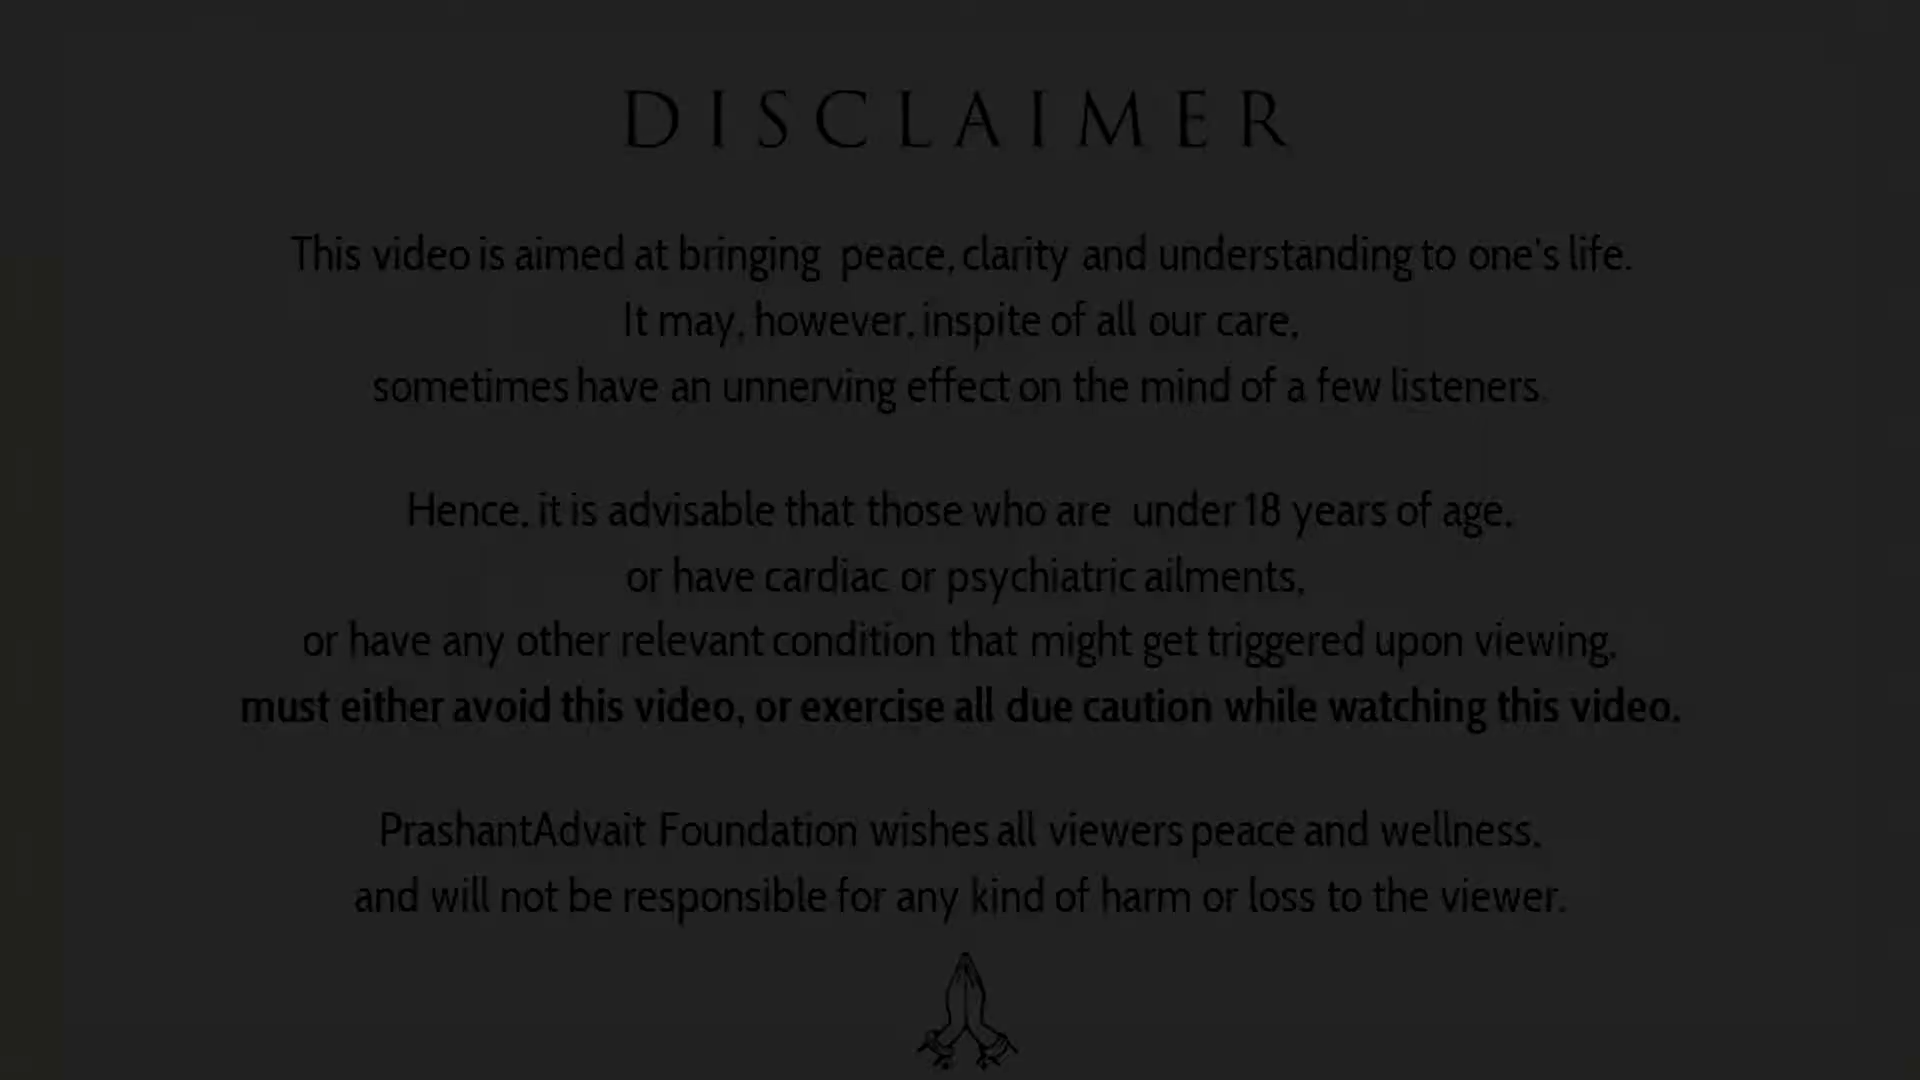 DISCLAIMER
This video is aimed at bringing peace, clarity and understanding to one's life.
It may, however, inspite of all our care,
sometimes have an unnerving effect on the mind of a few listeners.
Hence, it is advisable that those who are under 18 years of age,
or have cardiac or psychiatric ailments,
or have any other relevant condition that might get triggered upon viewing,
must either avoid this video, or exercise all due caution while watching this video.
PrashantAdvait Foundation wishes all viewers peace and wellness,
and will not be responsible for any kind of harm or loss to the viewer.